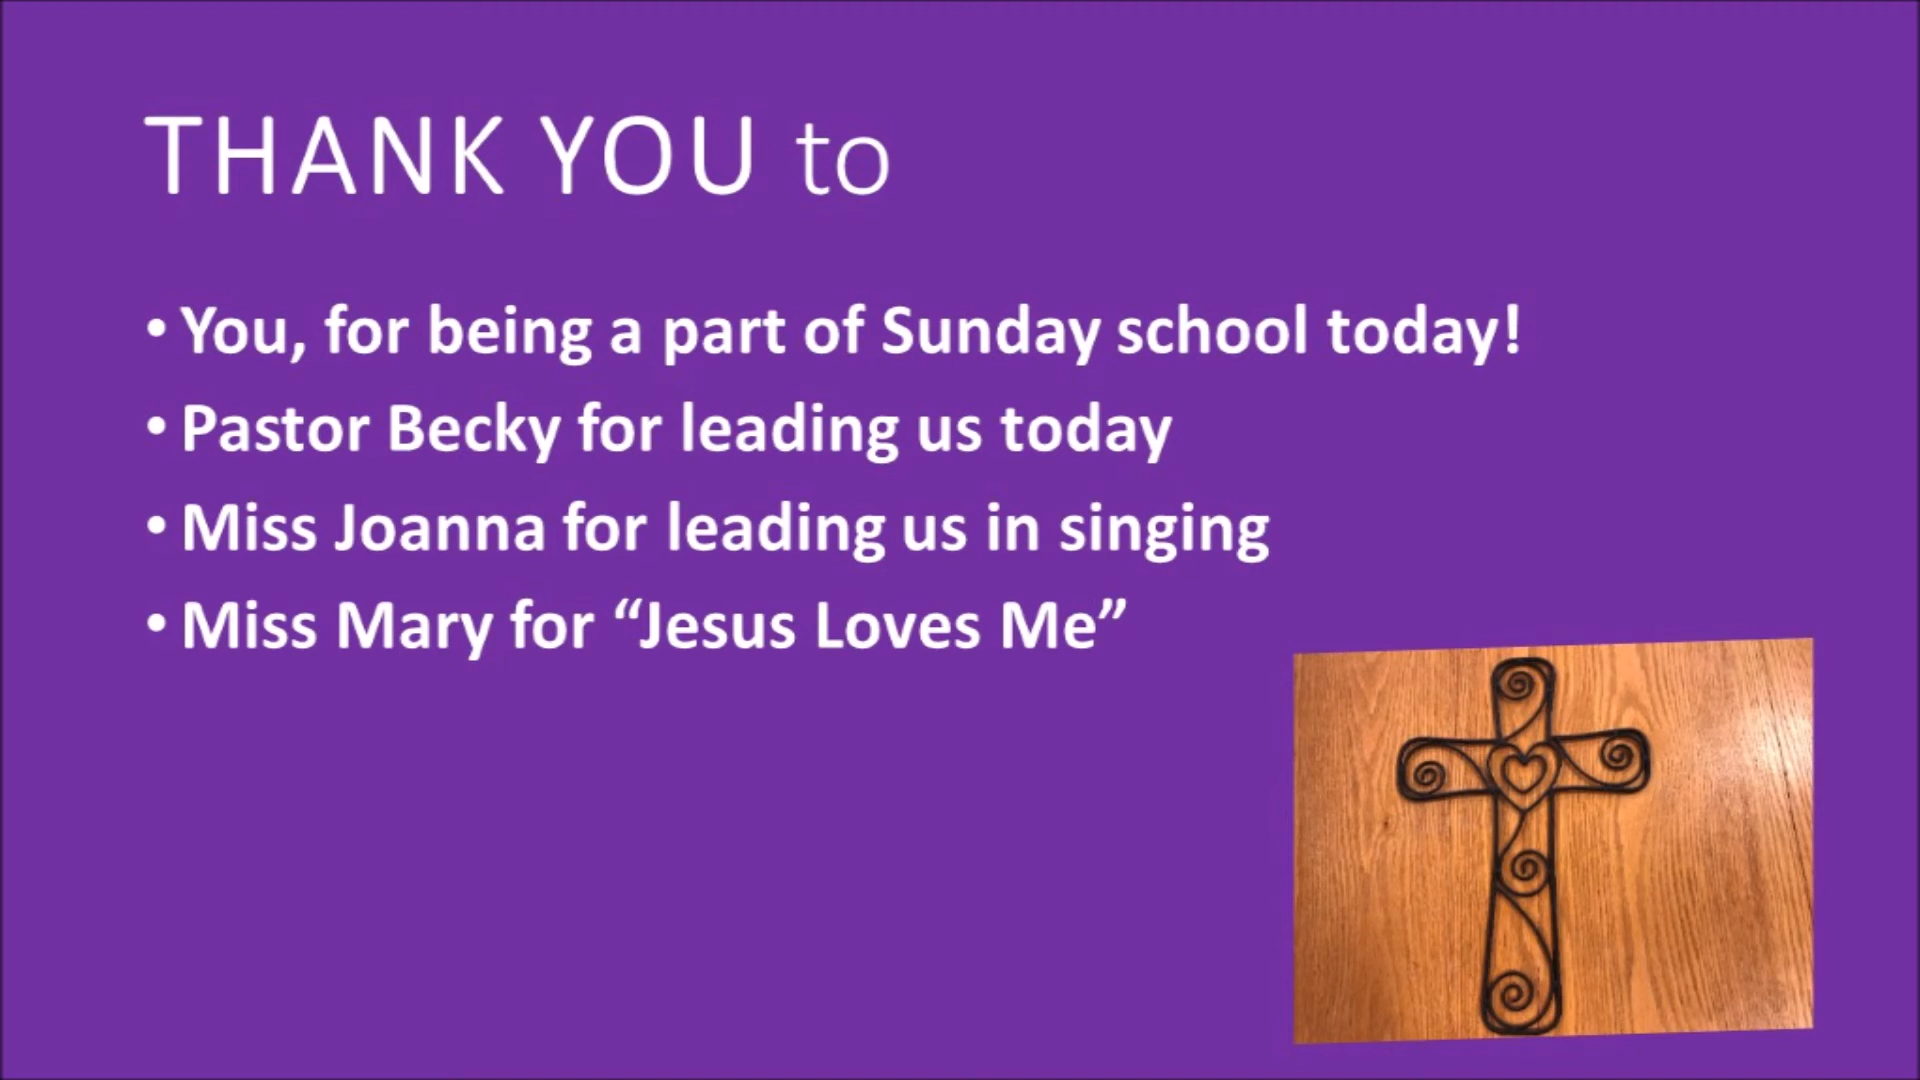 THANK YOU to
• You, for being a part of Sunday school today!
• Pastor Becky for leading us today
• Miss Joanna for leading us in singing
• Miss Mary for “Jesus Loves Me”